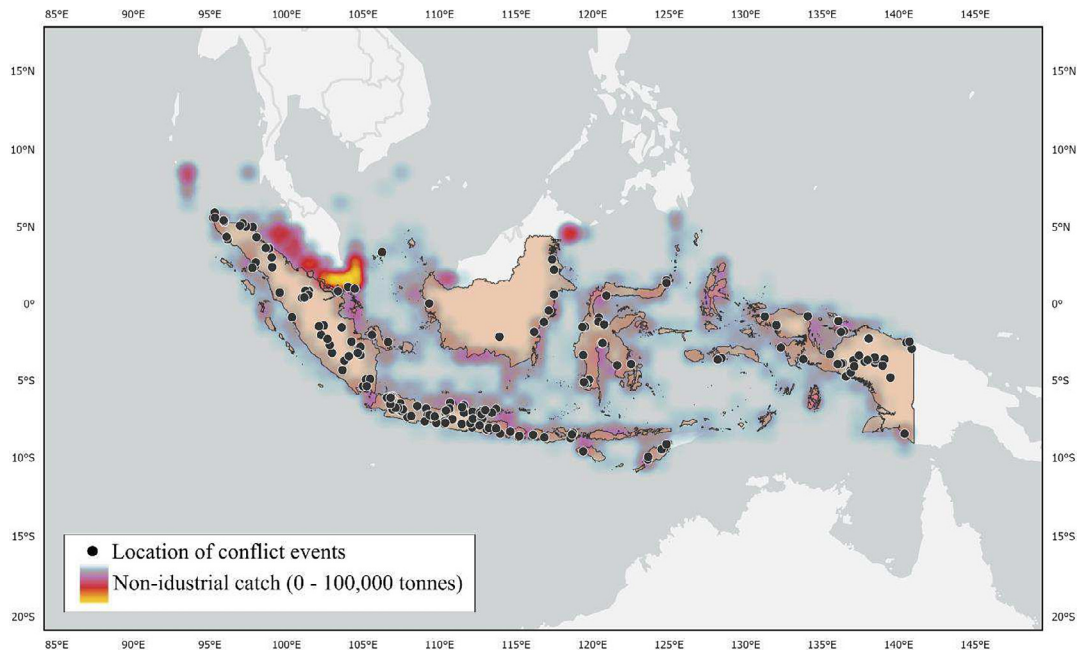 85°E 90°E 95°E 100°E 105°E 110°E 115°E 120°E 125°E 130°E 135°E 140°E 145°E
15°N 15°N
10°N 10°N
5°N 5°N
0° 0°
5°S 5°S
10°S 10°S
15°S 15°S
20°S 20°S
Location of conflict events
Non-idustrial catch (0 - 100,000 tonnes)
85°E 90°E 95°E 100°E 105°E 110°E 115°E 120°E 125°E 130°E 135°E 140°E 145°E